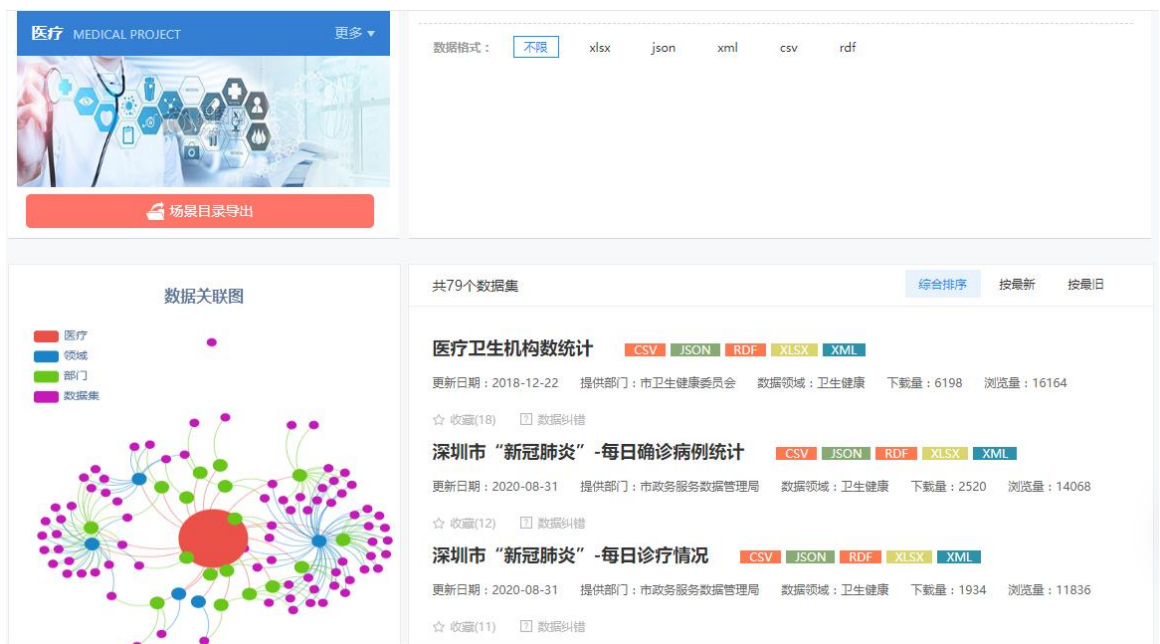 医疗 MEDICAL PROJECT 更多▼
场景目录导出
数据格式： 不限 xlsx json xml csv rdf
数据关联图
医疗
领域
部门
数据集
共79个数据集 综合排序 按最新 按最旧
医疗卫生机构数统计 CSV JSON RDF XLSX XML
更新日期：2018-12-22 提供部门：市卫生健康委员会 数据领域：卫生健康 下载量：6198 浏览量：16164
收藏(18) 数据纠错
深圳市“新冠肺炎”-每日确诊病例统计 CSV JSON RDF XLSX XML
更新日期：2020-08-31 提供部门：市政务服务数据管理局 数据领域：卫生健康 下载量：2520 浏览量：14068
收藏(12) 数据纠错
深圳市“新冠肺炎”-每日诊疗情况 CSV JSON RDF XLSX XML
更新日期：2020-08-31 提供部门：市政务服务数据管理局 数据领域：卫生健康 下载量：1934 浏览量：11836
收藏(11) 数据纠错